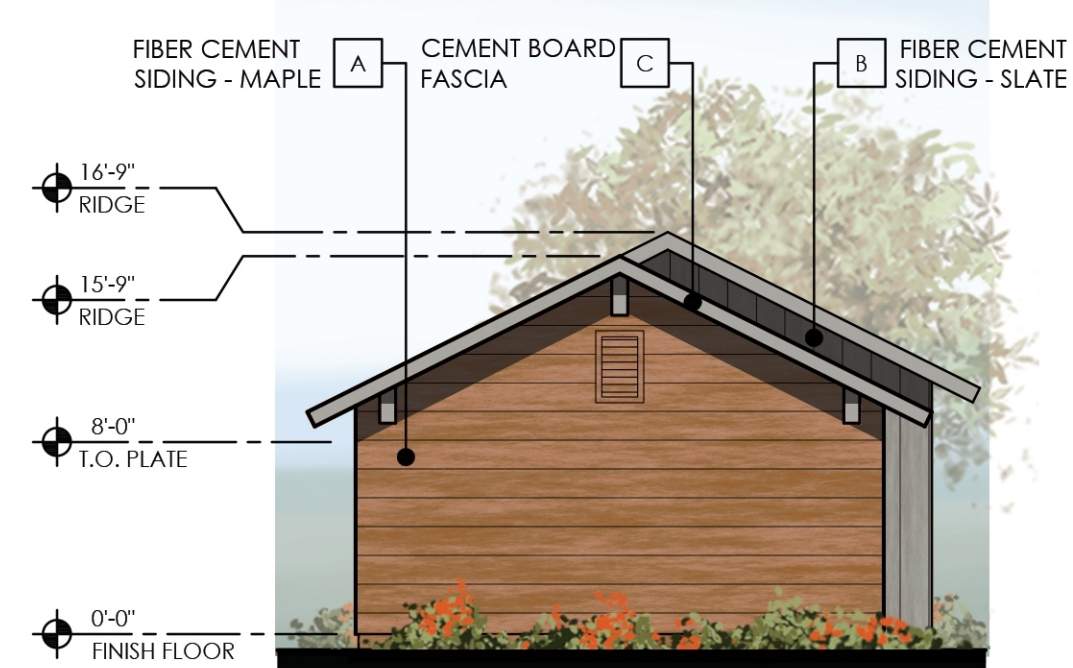 FIBER CEMENT
SIDING - MAPLE
A
CEMENT BOARD
FASCIA
C
B
FIBER CEMENT
SIDING - SLATE
16'-9"
RIDGE
15'-9"
RIDGE
8'-0"
T.O. PLATE
0'-0"
FINISH FLOOR